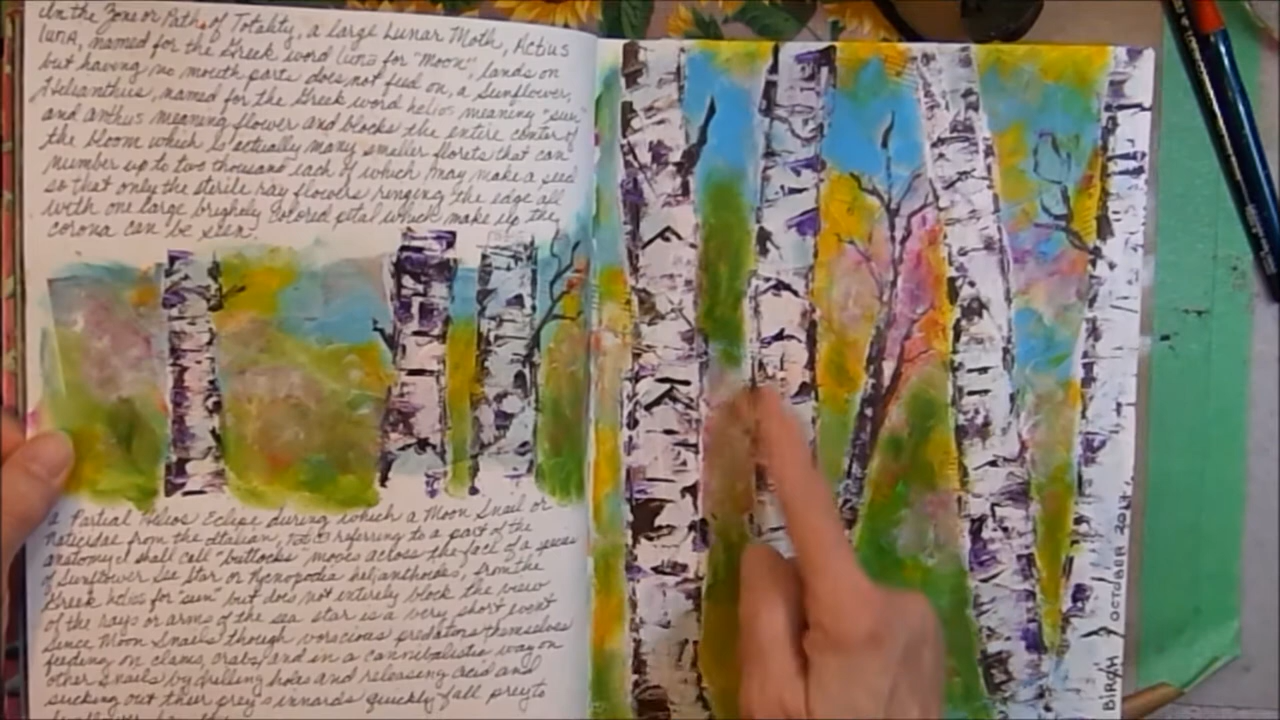 In the Zone or Path of Totality, a large Lunar Moth, Actius
luna, named for the Greek word luna for "Moon", lands on
but having no mouth parts does not feed on, a Sunflower,
Helianthus, named for the Greek word helios meaning "sun"
and anthus meaning flower and blocks the entire center of
the bloom which is actually many smaller florets that can
number up to two thousand each of which may make a seed
so that only the sterile ray flowers ringing the edge all
with one large brightly colored petal which make up the
corona can be seen.
a Partial Helios Eclipse during which a Moon Snail or
Naticidae from the Italian, not referring to a part of the
anatomy I shall call "buttocks" moves across the face of a species
of Sunflower Sea Star or Pycnopodia helianthoides, from the
Greek helios for "sun" but does not entirely block the view
of the rays or arms of the sea star is a very short event
since Moon Snails though voracious predators themselves
feeding on clams, crabs and in a cannibalistic way on
other snails by drilling holes and releasing acid and
sucking out their prey's innards quickly fall prey to
BIRCH OCTOBER 2014